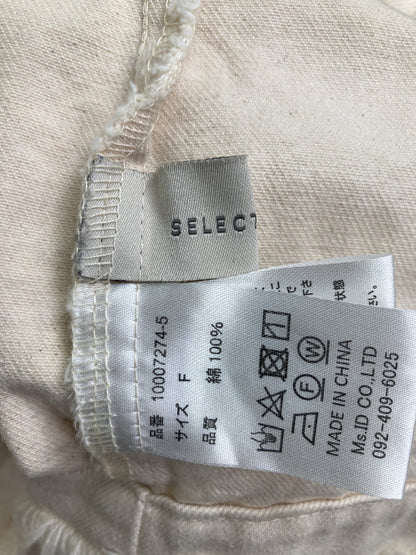 SELECT
品番 10007274-5
サイズ F
品質 綿 100%
W
F
MADE IN CHINA
Ms.ID CO.,LTD
092-409-6025